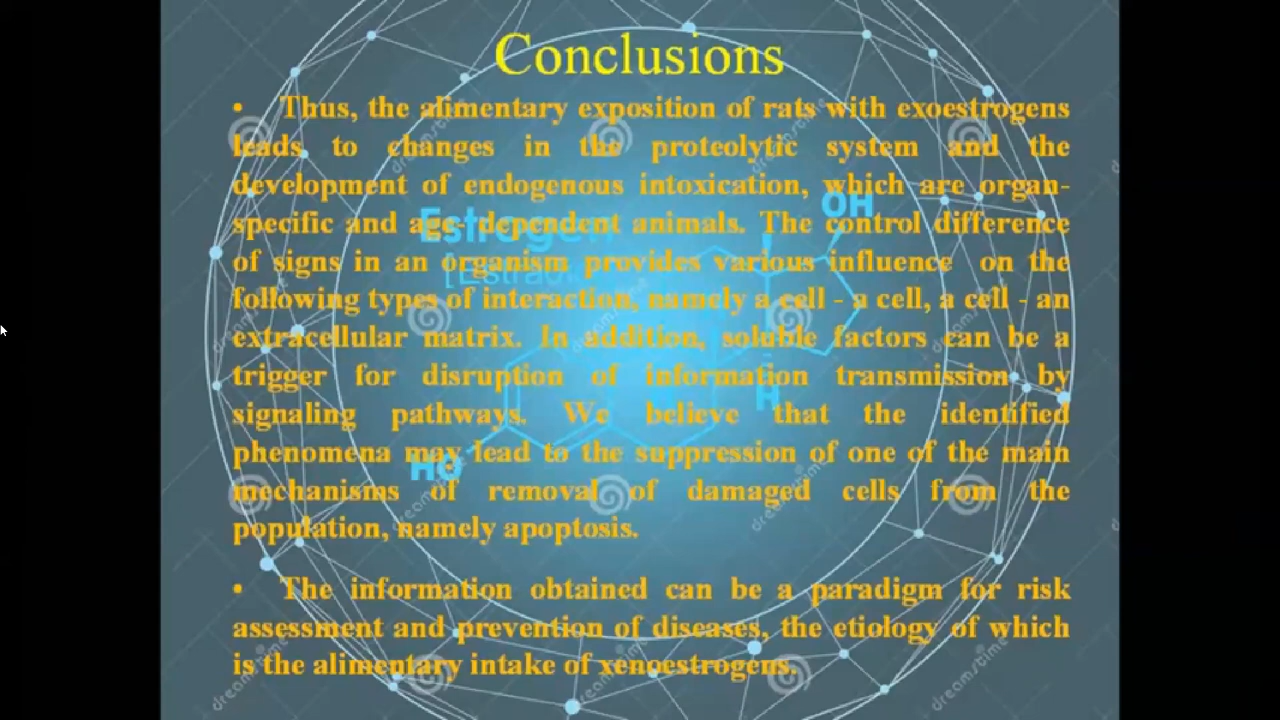 Conclusions
• Thus, the alimentary exposition of rats with exoestrogens
leads to changes in the proteolytic system and the
development of endogenous intoxication, which are organ-
specific and age- dependent animals. The control difference
of signs in an organism provides various influence on the
following types of interaction, namely a cell - a cell, a cell - an
extracellular matrix. In addition, soluble factors can be a
trigger for disruption of information transmission by
signaling pathways. We believe that the identified
phenomena may lead to the suppression of one of the main
mechanisms of removal of damaged cells from the
population, namely apoptosis.
• The information obtained can be a paradigm for risk
assessment and prevention of diseases, the etiology of which
is the alimentary intake of xenoestrogens.
Estrogen
OH
H
HO
dreamstime
dreamstime
dreamstime